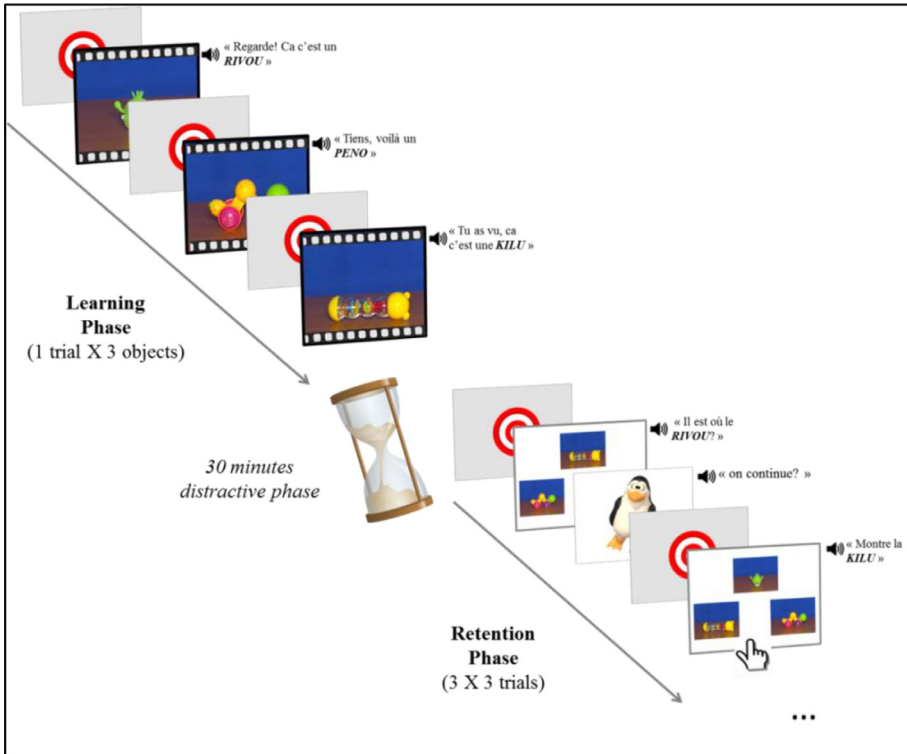 « Regarde! Ca c'est un
RIVOU »
« Tiens, voilà un
PENO »
« Tu as vu, ca
c'est une KILU »
Learning
Phase
(1 trial X 3 objects)
30 minutes
distractive phase
« Il est où le
RIVOU? »
« on continue? »
« Montre la
KILU »
Retention
Phase
(3 X 3 trials)
...